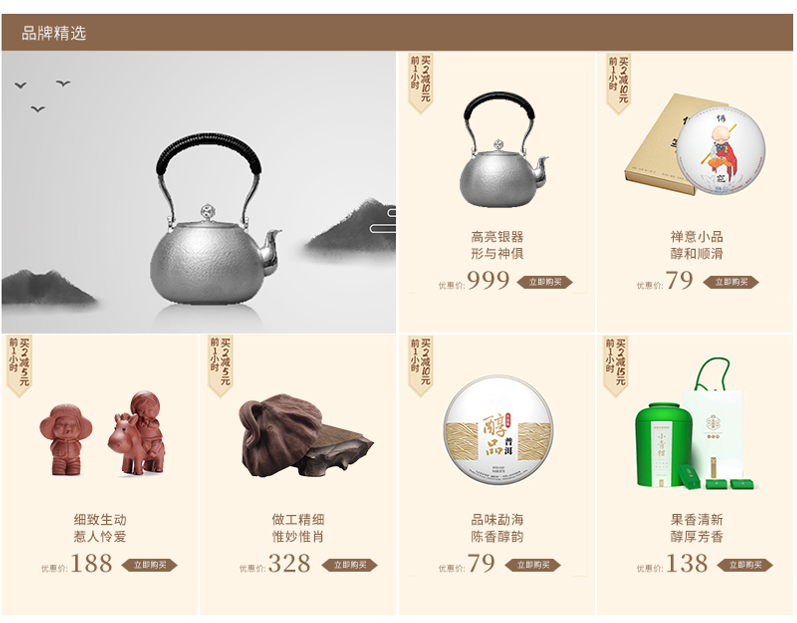 品牌精选
前1小时
买2减10元
高亮银器
形与神俱
优惠价: 999 立即购买
前1小时
买2减10元
禅意小品
醇和顺滑
优惠价: 79 立即购买
前1小时
买2减5元
细致生动
惹人怜爱
优惠价: 188 立即购买
前1小时
买2减5元
做工精细
惟妙惟肖
优惠价: 328 立即购买
前1小时
买2减10元
醇品
普洱
品味勐海
陈香醇韵
优惠价: 79 立即购买
前1小时
买2减15元
小青柑
果香清新
醇厚芳香
优惠价: 138 立即购买